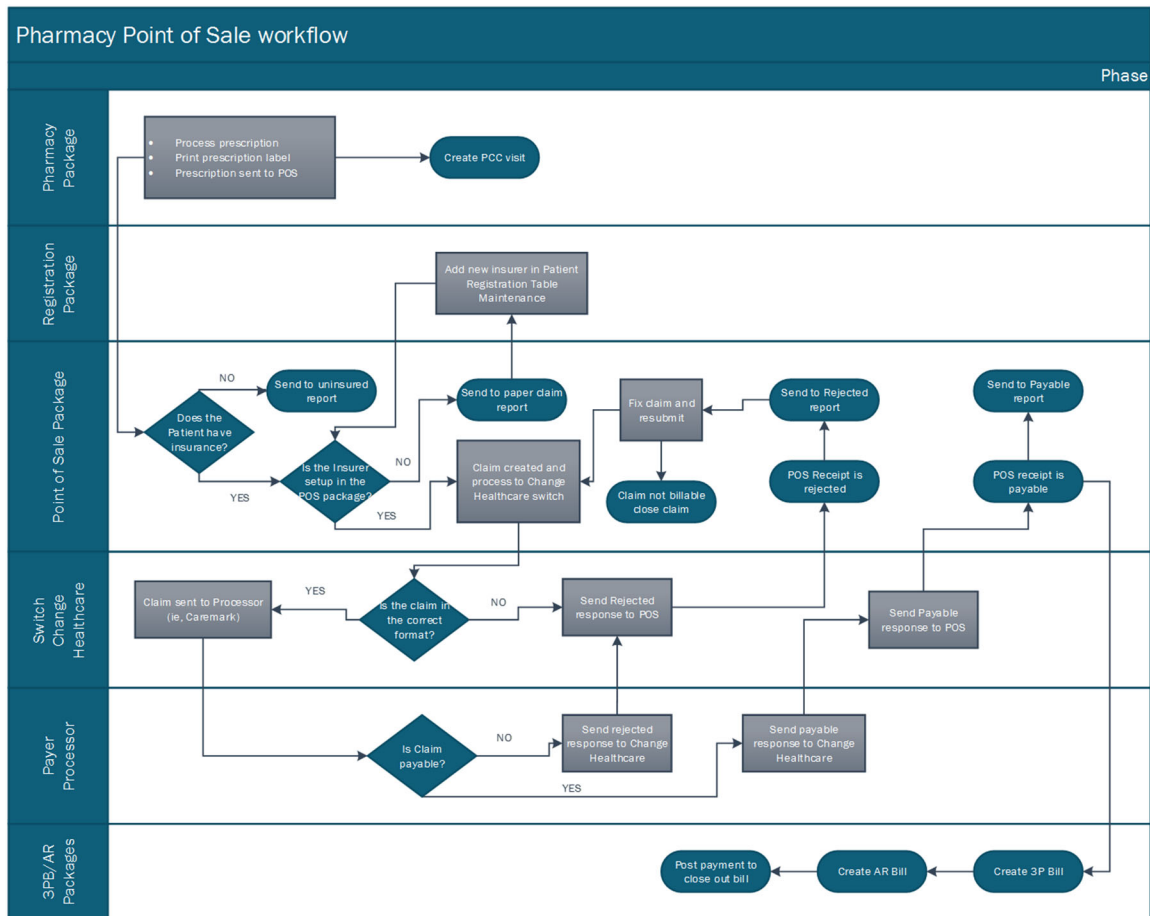 Pharmacy Point of Sale workflow
Phase
Pharmacy
Package
• Process prescription
• Print prescription label
• Prescription sent to POS
Create PCC visit
Registration
Package
Add new insurer in Patient
Registration Table
Maintenance
Point of Sale Package
Does the
Patient have
insurance?
NO
Send to uninsured
report
YES
Is the Insurer
setup in the
POS package?
NO
YES
Send to paper claim
report
Claim created and
process to Change
Healthcare switch
Fix claim and
resubmit
Claim not billable
close claim
Send to Rejected
report
POS Receipt is
rejected
Send to Payable
report
POS receipt is
payable
Switch
Change
Healthcare
Claim sent to Processor
(ie, Caremark)
YES
Is the claim in
the correct
format?
NO
Send Rejected
response to POS
Send Payable
response to POS
Payer
Processor
Is Claim
payable?
NO
YES
Send rejected
response to Change
Healthcare
Send payable
response to Change
Healthcare
3PB/AR
Packages
Post payment to
close out bill
Create AR Bill
Create 3P Bill